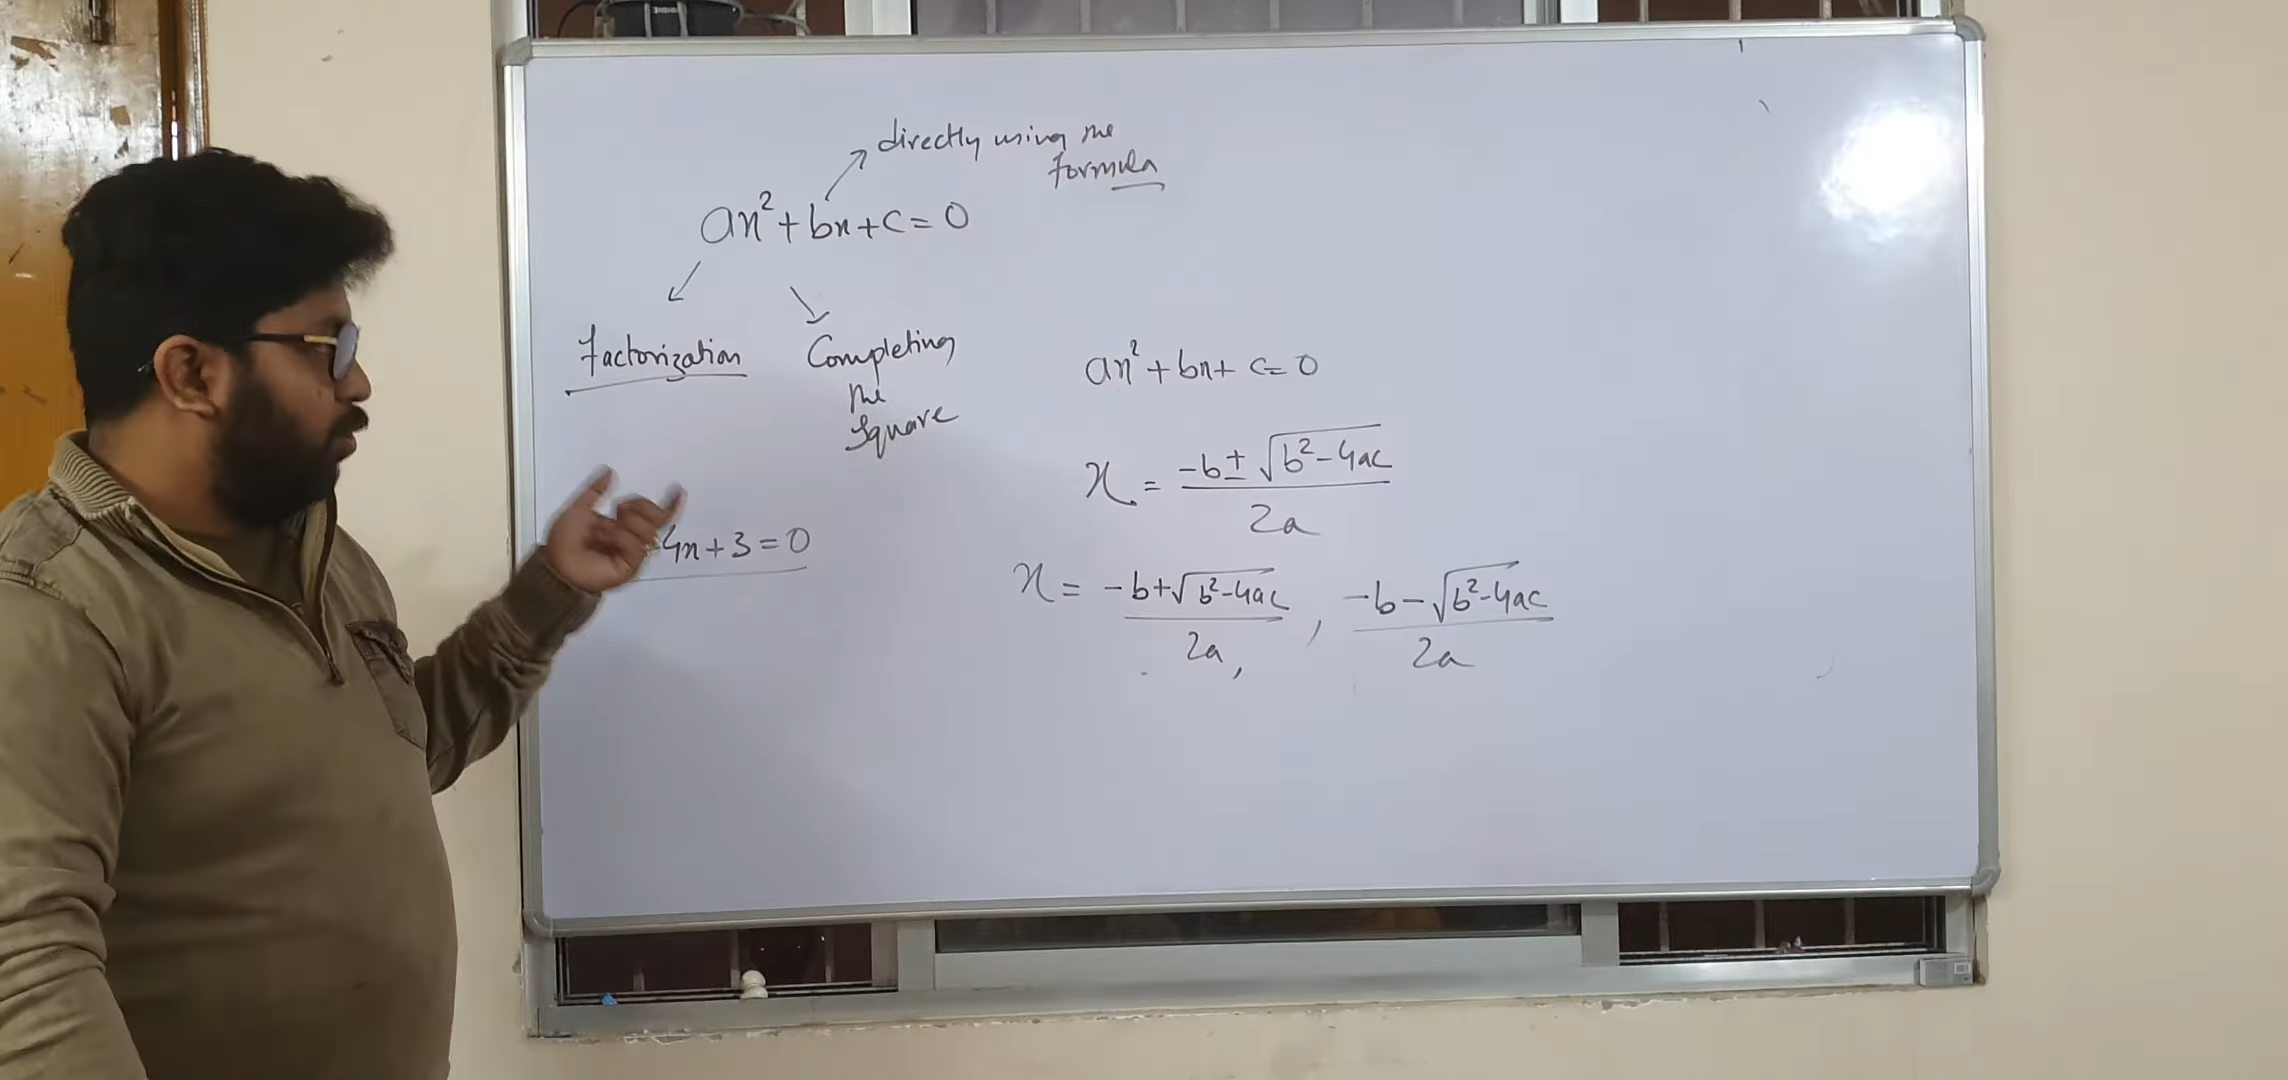 directly using the
formula
ax²+bx+c=0
Factorization
Completing
the
Square
ax²+bx+c=0
x = (-b±√(b²-4ac))/2a
4x+3=0
x = (-b+√(b²-4ac))/2a, , (-b-√(b²-4ac))/2a